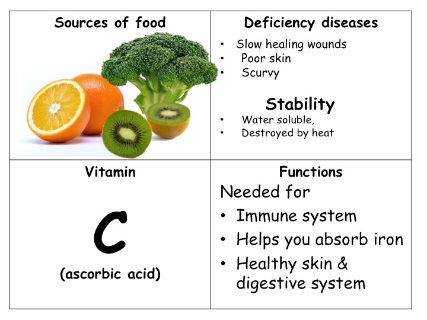 Sources of food
Deficiency diseases
• Slow healing wounds
• Poor skin
• Scurvy
Stability
• Water soluble,
• Destroyed by heat
Vitamin
C
(ascorbic acid)
Functions
Needed for
• Immune system
• Helps you absorb iron
• Healthy skin &
digestive system